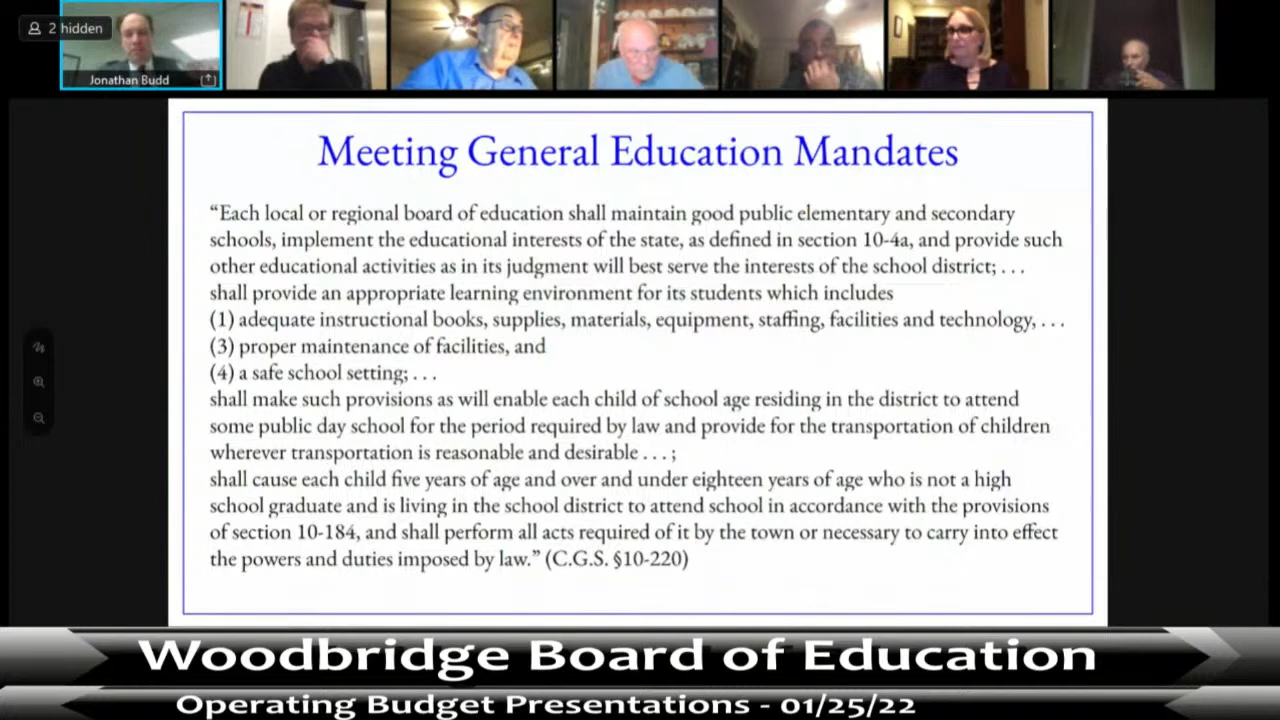 2 hidden
Jonathan Budd
Meeting General Education Mandates
“Each local or regional board of education shall maintain good public elementary and secondary
schools, implement the educational interests of the state, as defined in section 10-4a, and provide such
other educational activities as in its judgment will best serve the interests of the school district; . . .
shall provide an appropriate learning environment for its students which includes
(1) adequate instructional books, supplies, materials, equipment, staffing, facilities and technology, . . .
(3) proper maintenance of facilities, and
(4) a safe school setting; . . .
shall make such provisions as will enable each child of school age residing in the district to attend
some public day school for the period required by law and provide for the transportation of children
wherever transportation is reasonable and desirable . . . ;
shall cause each child five years of age and over and under eighteen years of age who is not a high
school graduate and is living in the school district to attend school in accordance with the provisions
of section 10-184, and shall perform all acts required of it by the town or necessary to carry into effect
the powers and duties imposed by law.” (C.G.S. §10-220)
Woodbridge Board of Education
Operating Budget Presentations - 01/25/22